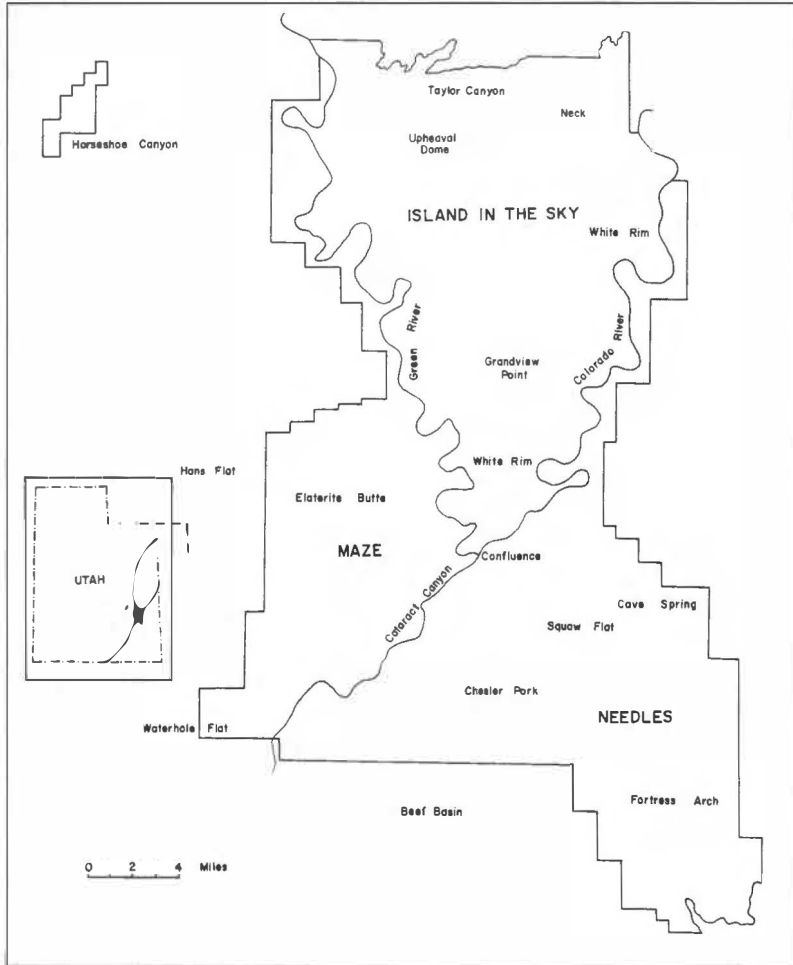 Taylor Canyon
Neck
Horseshoe Canyon
Upheaval
Dome
ISLAND IN THE SKY
White Rim
Green River
Colorado River
Grandview
Point
Hans Flat
White Rim
Elaterite Butte
MAZE
Confluence
UTAH
Cataract Canyon
Cave Spring
Squaw Flat
Chesler Park
NEEDLES
Waterhole Flat
Fortress Arch
Beef Basin
0 2 4 Miles